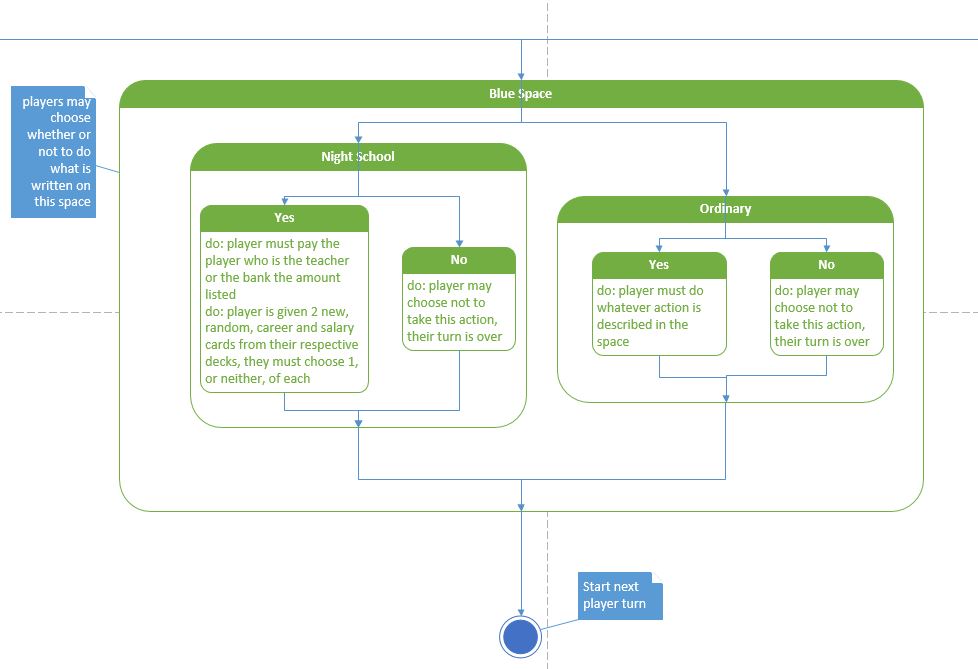 players may
choose
whether or
not to do
what is
written on
this space
Blue Space
Night School
Yes
do: player must pay the
player who is the teacher
or the bank the amount
listed
do: player is given 2 new,
random, career and salary
cards from their respective
decks, they must choose 1,
or neither, of each
No
do: player may
choose not to
take this action,
their turn is over
Ordinary
Yes
do: player must do
whatever action is
described in the
space
No
do: player may
choose not to
take this action,
their turn is over
Start next
player turn